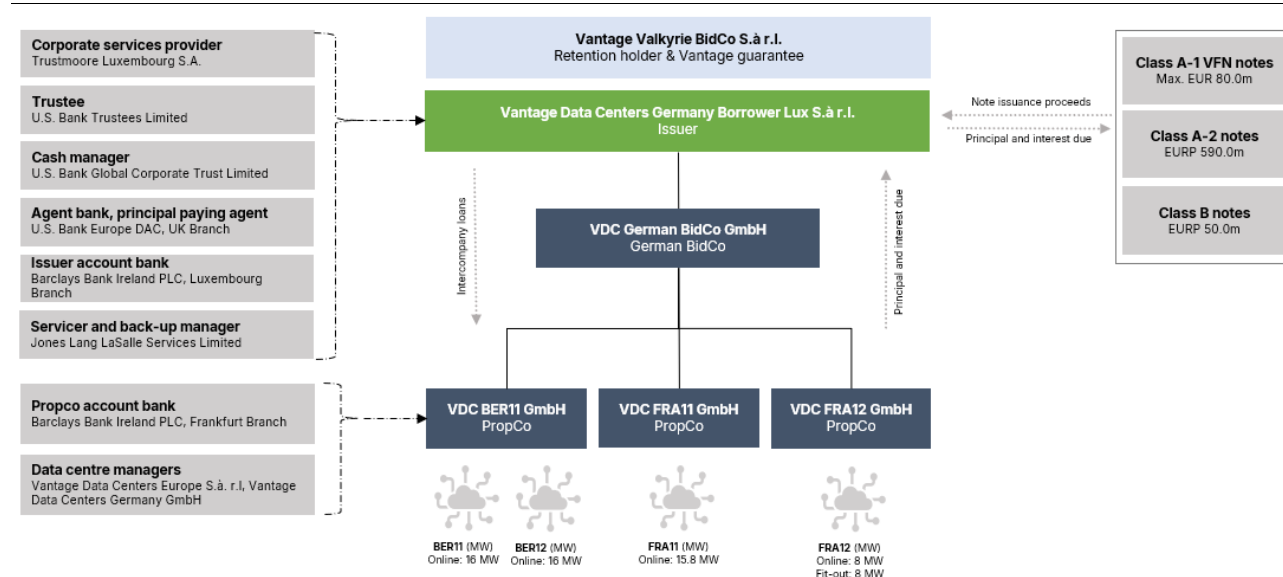 Corporate services provider
Trustmoore Luxembourg S.A.
Trustee
U.S. Bank Trustees Limited
Cash manager
U.S. Bank Global Corporate Trust Limited
Agent bank, principal paying agent
U.S. Bank Europe DAC, UK Branch
Issuer account bank
Barclays Bank Ireland PLC, Luxembourg
Branch
Servicer and back-up manager
Jones Lang LaSalle Services Limited
Propco account bank
Barclays Bank Ireland PLC, Frankfurt Branch
Data centre managers
Vantage Data Centers Europe S.à. r.l, Vantage
Data Centers Germany GmbH
Vantage Valkyrie BidCo S.à r.l.
Retention holder & Vantage guarantee
Vantage Data Centers Germany Borrower Lux S.à r.l.
Issuer
Intercompany loans
VDC German BidCo GmbH
German BidCo
Principal and interest due
VDC BER11 GmbH
PropCo
VDC FRA11 GmbH
PropCo
VDC FRA12 GmbH
PropCo
BER11 (MW)
Online: 16 MW
BER12 (MW)
Online: 16 MW
FRA11 (MW)
Online: 15.8 MW
FRA12 (MW)
Online: 8 MW
Fit-out: 8 MW
Note issuance proceeds
Principal and interest due
Class A-1 VFN notes
Max. EUR 80.0m
Class A-2 notes
EURP 590.0m
Class B notes
EURP 50.0m